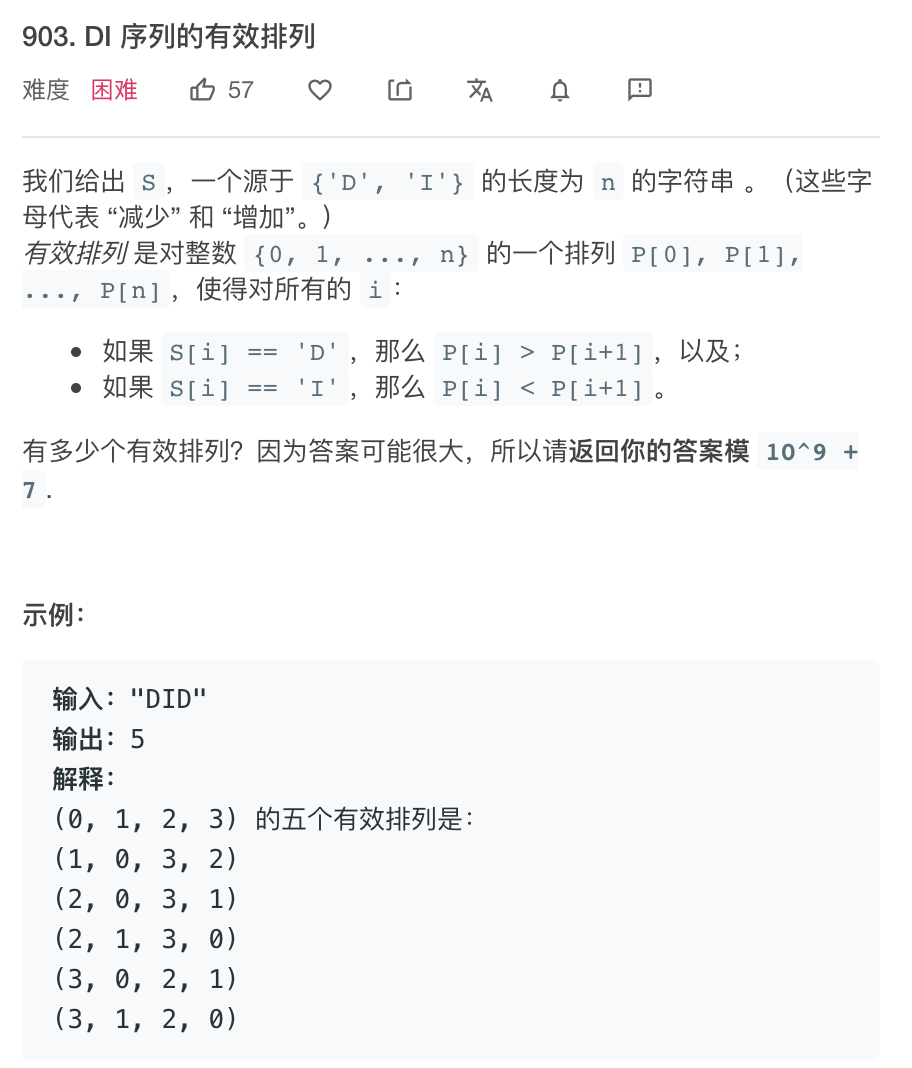 903. DI 序列的有效排列
难度 困难 57
我们给出 S，一个源于 {'D', 'I'} 的长度为 n 的字符串 。（这些字
母代表 “减少” 和 “增加”。）
有效排列 是对整数 {0, 1, ..., n} 的一个排列 P[0], P[1],
..., P[n]，使得对所有的 i：
• 如果 S[i] == 'D'，那么 P[i] > P[i+1]，以及；
• 如果 S[i] == 'I'，那么 P[i] < P[i+1]。
有多少个有效排列？因为答案可能很大，所以请返回你的答案模 10^9 +
7.
示例：
输入："DID"
输出：5
解释：
(0, 1, 2, 3) 的五个有效排列是：
(1, 0, 3, 2)
(2, 0, 3, 1)
(2, 1, 3, 0)
(3, 0, 2, 1)
(3, 1, 2, 0)